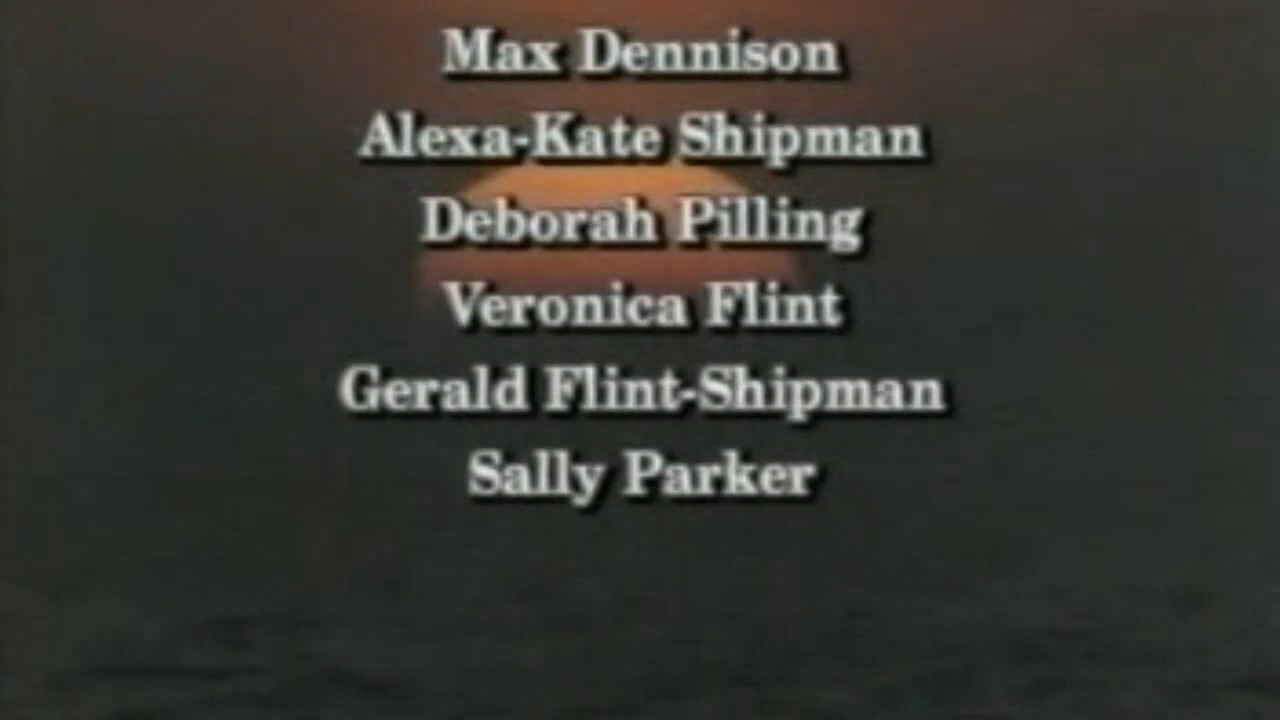 Max Dennison
Alexa-Kate Shipman
Deborah Pilling
Veronica Flint
Gerald Flint-Shipman
Sally Parker